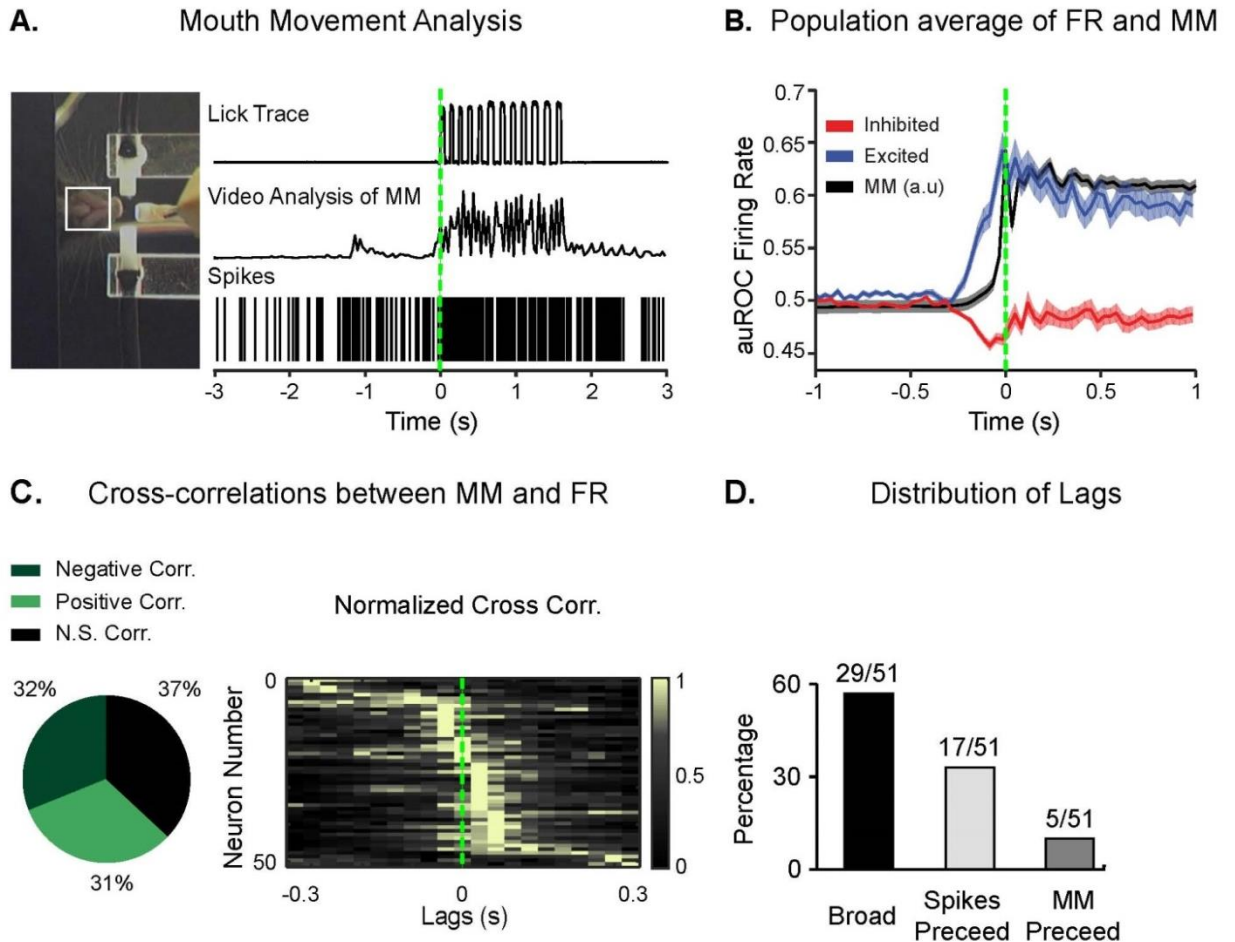 A. Mouth Movement Analysis
Lick Trace
Video Analysis of MM
Spikes
-3 -2 -1 0 1 2 3
Time (s)
B. Population average of FR and MM
0.7
0.65
0.6
0.55
0.5
0.45
auROC Firing Rate
Inhibited
Excited
MM (a.u)
-1 -0.5 0 0.5 1
Time (s)
C. Cross-correlations between MM and FR
Negative Corr.
Positive Corr.
N.S. Corr.
32% 37%
31%
Normalized Cross Corr.
Neuron Number
0
50
-0.3 0 0.3
Lags (s)
1
0.5
0
D. Distribution of Lags
Percentage
60
30
0
29/51
17/51
5/51
Broad
Spikes
Preceed
MM
Preceed